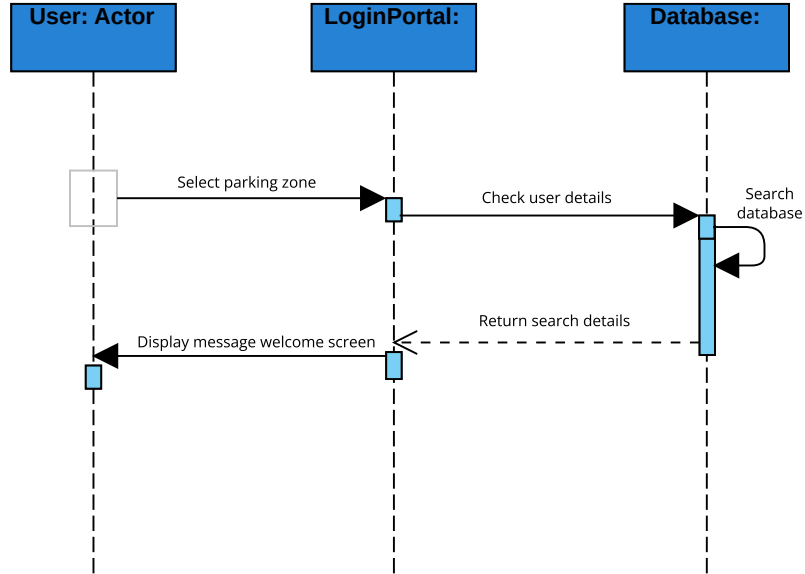 User: Actor
LoginPortal:
Database:
Select parking zone
Check user details
Search
database
Return search details
Display message welcome screen